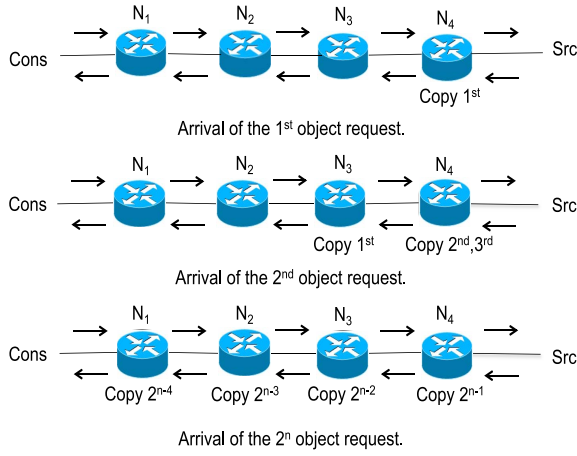 N₁ N₂ N₃ N₄
Cons Src
Copy 1ˢᵗ
Arrival of the 1ˢᵗ object request.
N₁ N₂ N₃ N₄
Cons Src
Copy 1ˢᵗ Copy 2ⁿᵈ,3ʳᵈ
Arrival of the 2ⁿᵈ object request.
N₁ N₂ N₃ N₄
Cons Src
Copy 2ⁿ⁻⁴ Copy 2ⁿ⁻³ Copy 2ⁿ⁻² Copy 2ⁿ⁻¹
Arrival of the 2ⁿ object request.